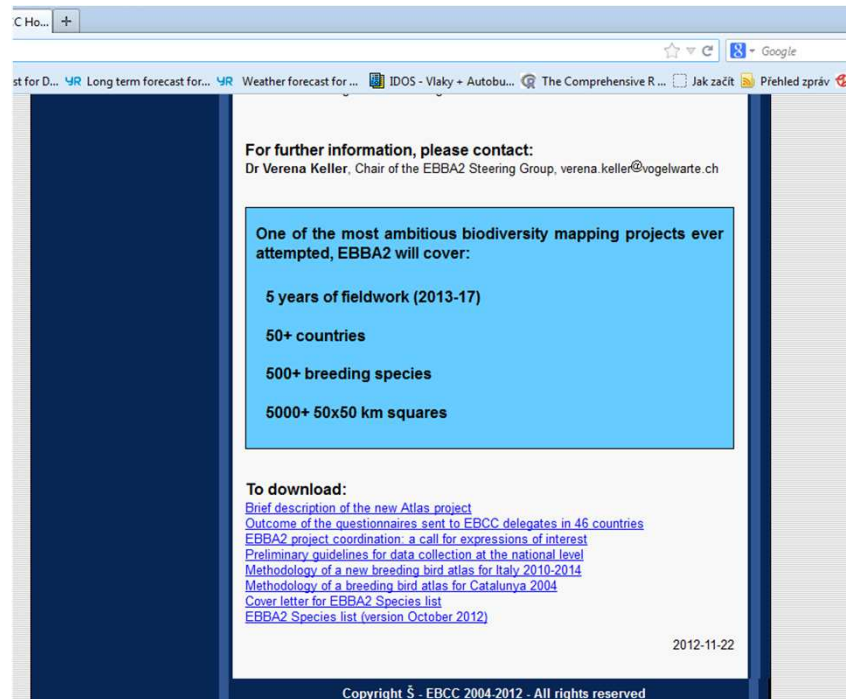 C Ho...
Google
st for D... YR Long term forecast for... YR Weather forecast for ... IDOS - Vlaky + Autobu... The Comprehensive R ... Jak začít Přehled zpráv
For further information, please contact:
Dr Verena Keller, Chair of the EBBA2 Steering Group, verena.keller@vogelwarte.ch
One of the most ambitious biodiversity mapping projects ever
attempted, EBBA2 will cover:
5 years of fieldwork (2013-17)
50+ countries
500+ breeding species
5000+ 50x50 km squares
To download:
Brief description of the new Atlas project
Outcome of the questionnaires sent to EBCC delegates in 46 countries
EBBA2 project coordination: a call for expressions of interest
Preliminary guidelines for data collection at the national level
Methodology of a new breeding bird atlas for Italy 2010-2014
Methodology of a breeding bird atlas for Catalunya 2004
Cover letter for EBBA2 Species list
EBBA2 Species list (version October 2012)
2012-11-22
Copyright Š - EBCC 2004-2012 - All rights reserved